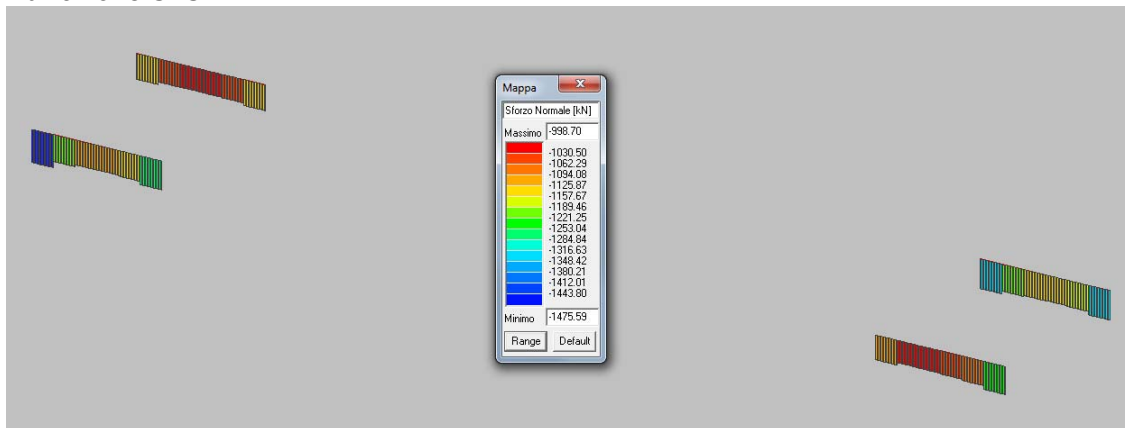 Mappa
x
Sforzo Normale [kN]
Massimo -998.70
-1030.50
-1062.29
-1094.08
-1125.87
-1157.67
-1189.46
-1221.25
-1253.04
-1284.84
-1316.63
-1348.42
-1380.21
-1412.01
-1443.80
Minimo -1475.59
Range Default